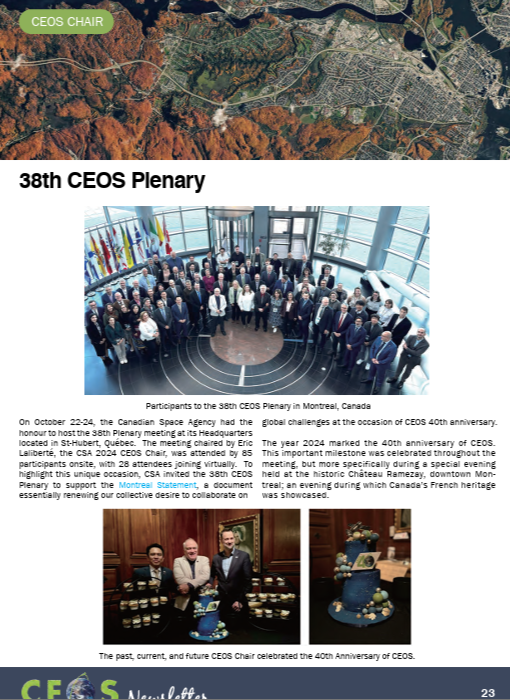 CEOS CHAIR
38th CEOS Plenary
Participants to the 38th CEOS Plenary in Montreal, Canada
On October 22-24, the Canadian Space Agency had the
honour to host the 38th Plenary meeting at its Headquarters
located in St-Hubert, Québec. The meeting chaired by Eric
Laliberté, the CSA 2024 CEOS Chair, was attended by 85
participants onsite, with 28 attendees joining virtually. To
highlight this unique occasion, CSA invited the 38th CEOS
Plenary to support the Montreal Statement, a document
essentially renewing our collective desire to collaborate on
global challenges at the occasion of CEOS 40th anniversary.
The year 2024 marked the 40th anniversary of CEOS.
This important milestone was celebrated throughout the
meeting, but more specifically during a special evening
held at the historic Château Ramezay, downtown Mon-
treal; an evening during which Canada's French heritage
was showcased.
The past, current, and future CEOS Chair celebrated the 40th Anniversary of CEOS.
CEOS Newsletter
23